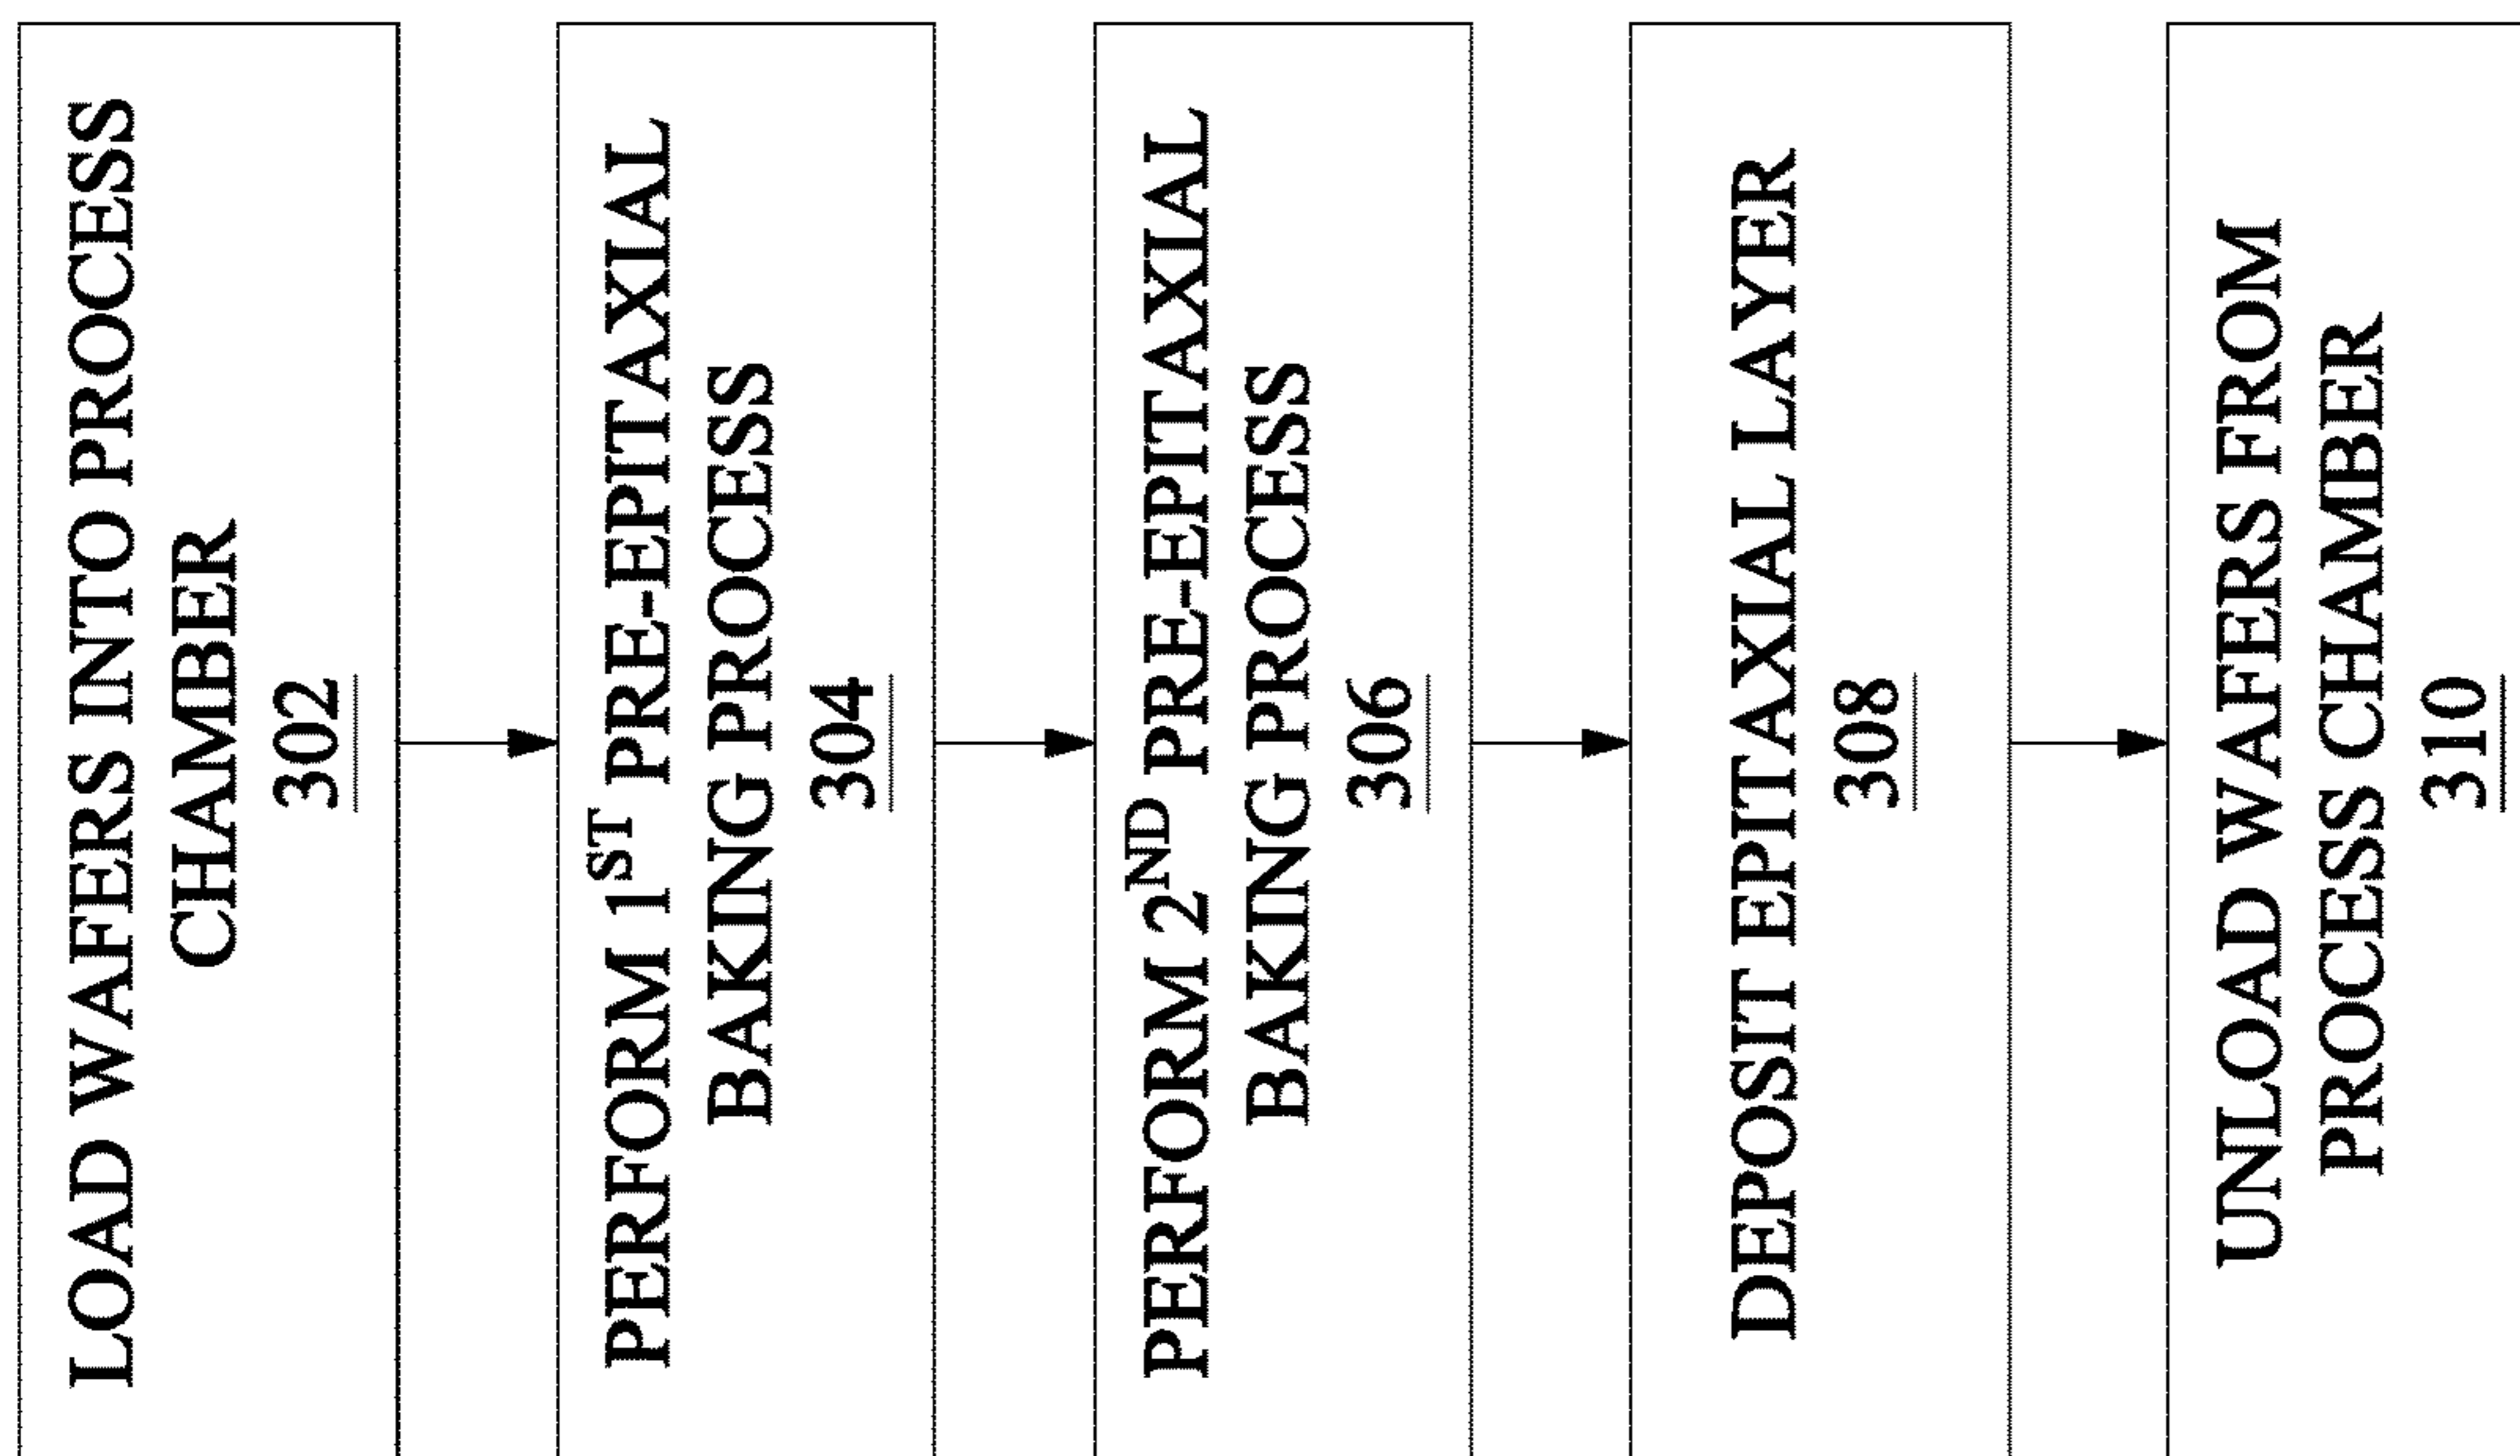 LOAD WAFERS INTO PROCESS
CHAMBER
302
PERFORM 1ST PRE-EPITAXIAL
BAKING PROCESS
304
PERFORM 2ND PRE-EPITAXIAL
BAKING PROCESS
306
DEPOSIT EPITAXIAL LAYER
308
UNLOAD WAFERS FROM
PROCESS CHAMBER
310